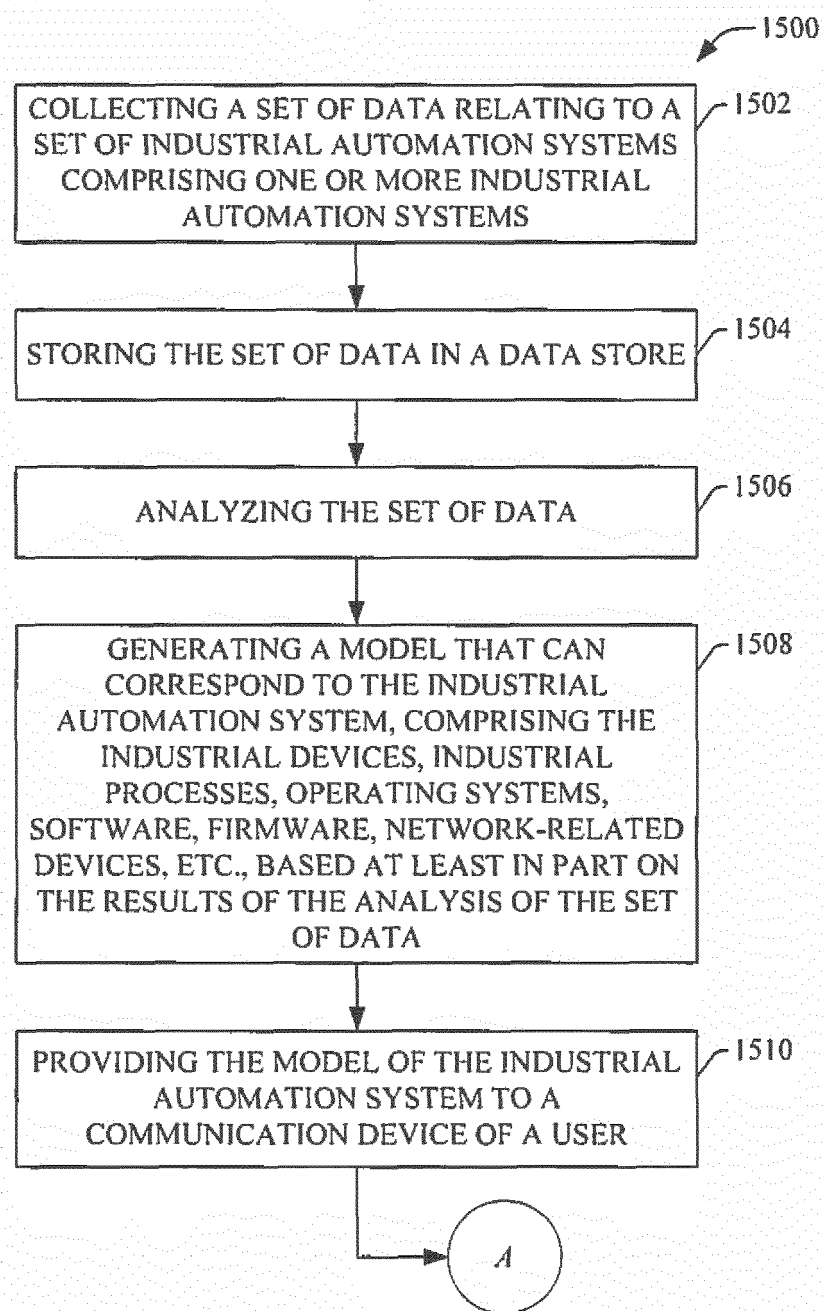 1500
COLLECTING A SET OF DATA RELATING TO A
SET OF INDUSTRIAL AUTOMATION SYSTEMS
COMPRISING ONE OR MORE INDUSTRIAL
AUTOMATION SYSTEMS
1502
STORING THE SET OF DATA IN A DATA STORE
1504
ANALYZING THE SET OF DATA
1506
GENERATING A MODEL THAT CAN
CORRESPOND TO THE INDUSTRIAL
AUTOMATION SYSTEM, COMPRISING THE
INDUSTRIAL DEVICES, INDUSTRIAL
PROCESSES, OPERATING SYSTEMS,
SOFTWARE, FIRMWARE, NETWORK-RELATED
DEVICES, ETC., BASED AT LEAST IN PART ON
THE RESULTS OF THE ANALYSIS OF THE SET
OF DATA
1508
PROVIDING THE MODEL OF THE INDUSTRIAL
AUTOMATION SYSTEM TO A
COMMUNICATION DEVICE OF A USER
1510
A